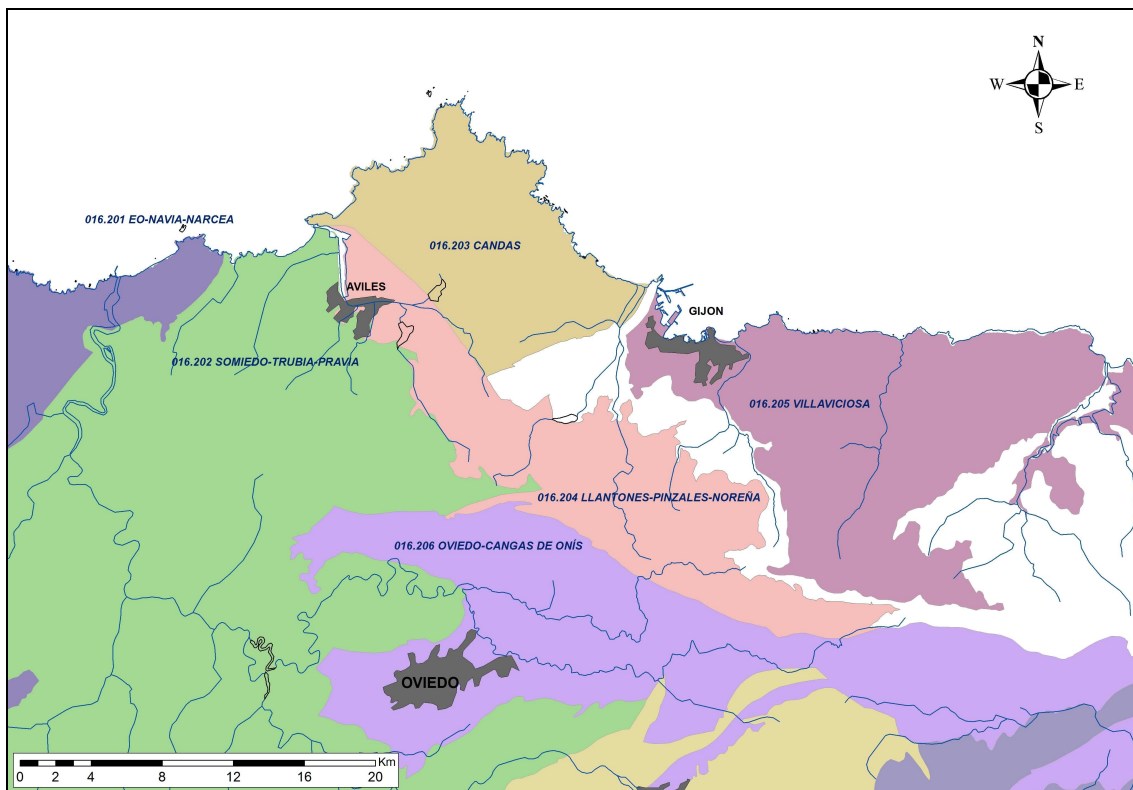 N
W E
S
016.201 EO-NAVIA-NARCEA
016.203 CANDAS
AVILES
GIJON
016.202 SOMIEDO-TRUBIA-PRAVIA
016.205 VILLAVICIOSA
016.204 LLANTONES-PINZALES-NOREÑA
016.206 OVIEDO-CANGAS DE ONÍS
OVIEDO
Km
0 2 4 8 12 16 20